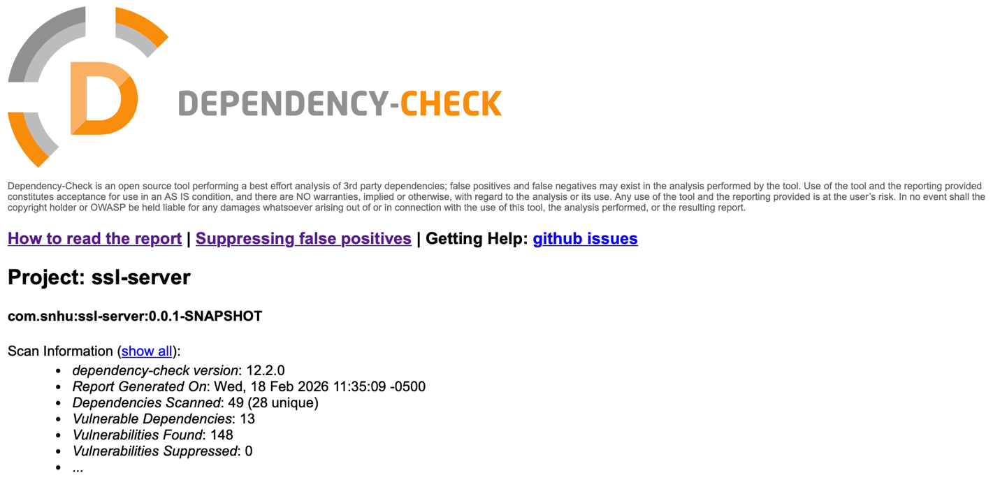 DEPENDENCY-CHECK
Dependency-Check is an open source tool performing a best effort analysis of 3rd party dependencies; false positives and false negatives may exist in the analysis performed by the tool. Use of the tool and the reporting provided
constitutes acceptance for use in an AS IS condition, and there are NO warranties, implied or otherwise, with regard to the analysis or its use. Any use of the tool and the reporting provided is at the user’s risk. In no event shall the
copyright holder or OWASP be held liable for any damages whatsoever arising out of or in connection with the use of this tool, the analysis performed, or the resulting report.
How to read the report | Suppressing false positives | Getting Help: github issues
Project: ssl-server
com.snhu:ssl-server:0.0.1-SNAPSHOT
Scan Information (show all):
• dependency-check version: 12.2.0
• Report Generated On: Wed, 18 Feb 2026 11:35:09 -0500
• Dependencies Scanned: 49 (28 unique)
• Vulnerable Dependencies: 13
• Vulnerabilities Found: 148
• Vulnerabilities Suppressed: 0
• ...